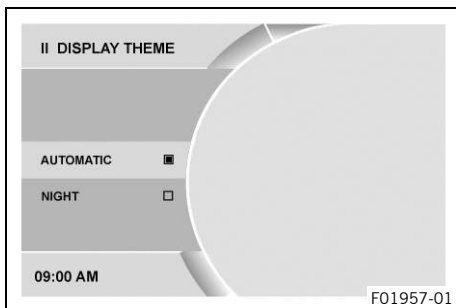 II DISPLAY THEME
AUTOMATIC
NIGHT
09:00 AM
F01957-01